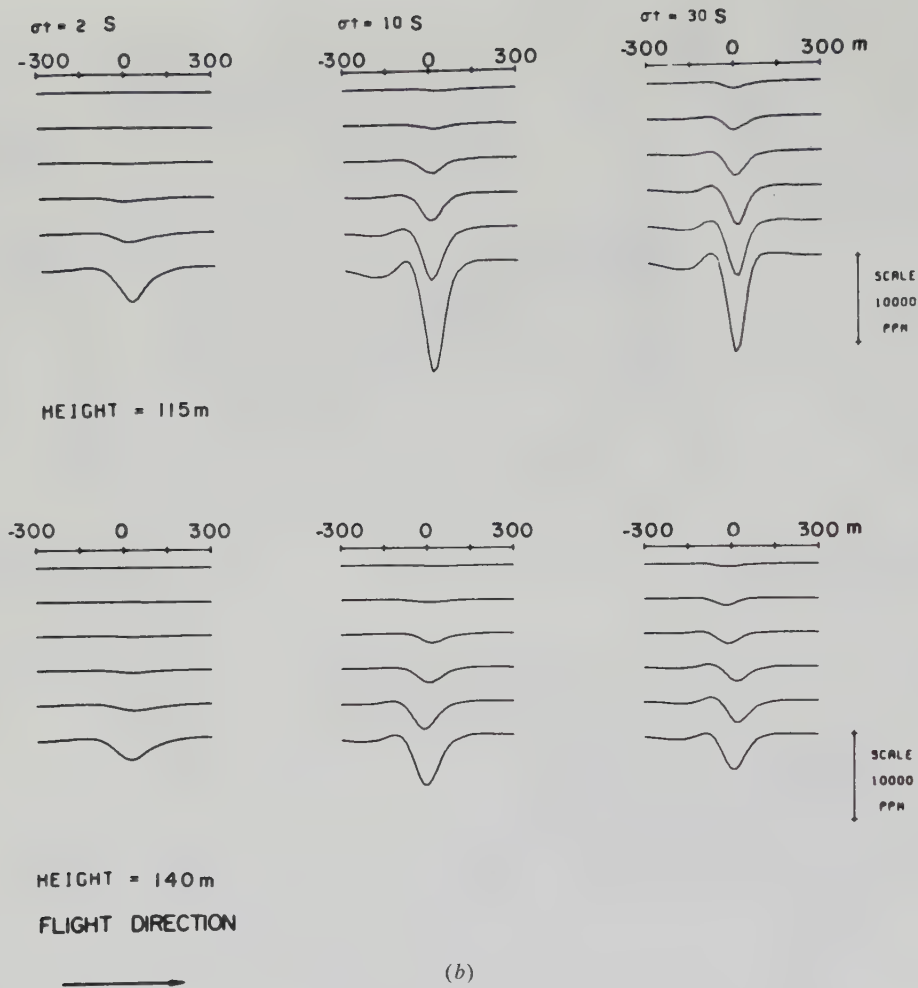 σt = 2 S
σt = 10 S
σt = 30 S
-300 0 300
-300 0 300
-300 0 300 m
SCALE
10000
PPM
HEIGHT = 115m
-300 0 300
-300 0 300
-300 0 300 m
SCALE
10000
PPM
HEIGHT = 140m
FLIGHT DIRECTION
(b)